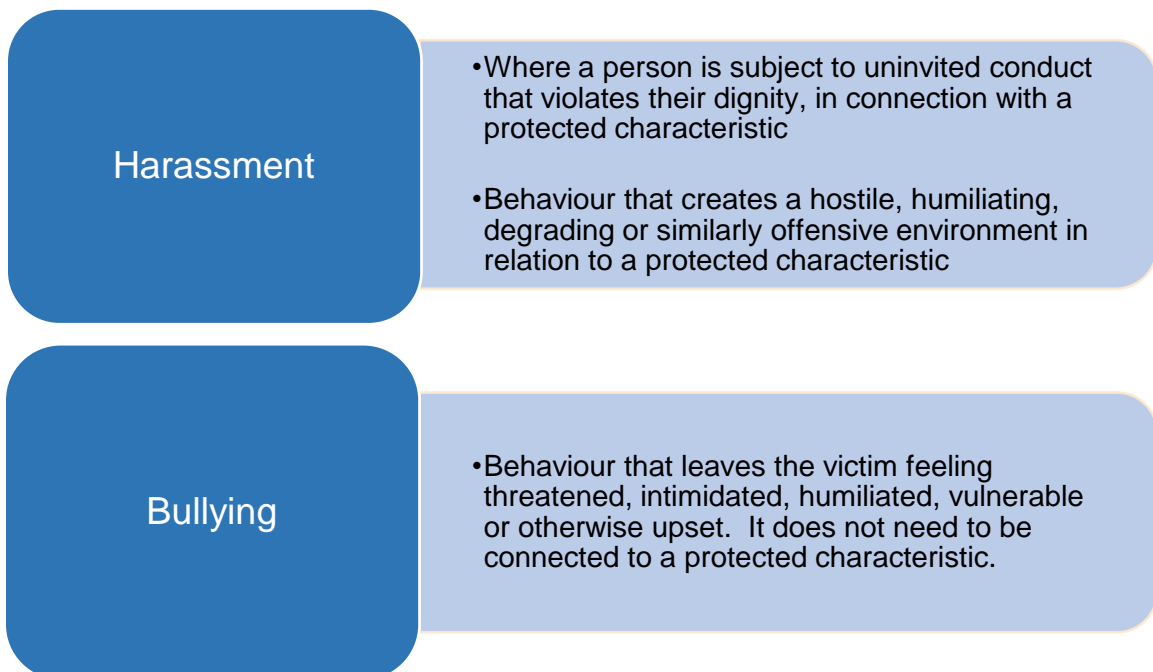 Harassment
•Where a person is subject to uninvited conduct
that violates their dignity, in connection with a
protected characteristic
•Behaviour that creates a hostile, humiliating,
degrading or similarly offensive environment in
relation to a protected characteristic
Bullying
•Behaviour that leaves the victim feeling
threatened, intimidated, humiliated, vulnerable
or otherwise upset.  It does not need to be
connected to a protected characteristic.